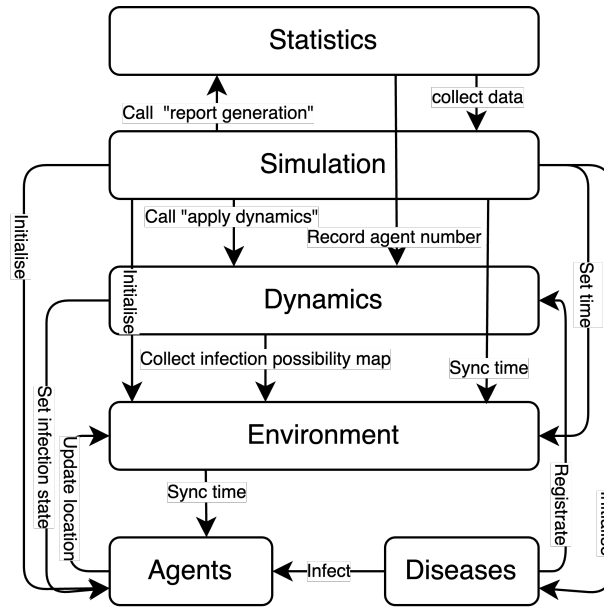 Statistics
collect data
Call "report generation"
Simulation
Call "apply dynamics"
Initialise
Record agent number
Initialise
Set time
Dynamics
Collect infection possibility map
Sync time
Set infection state
Environment
Update location
Sync time
Registrate
Agents
Infect
Diseases